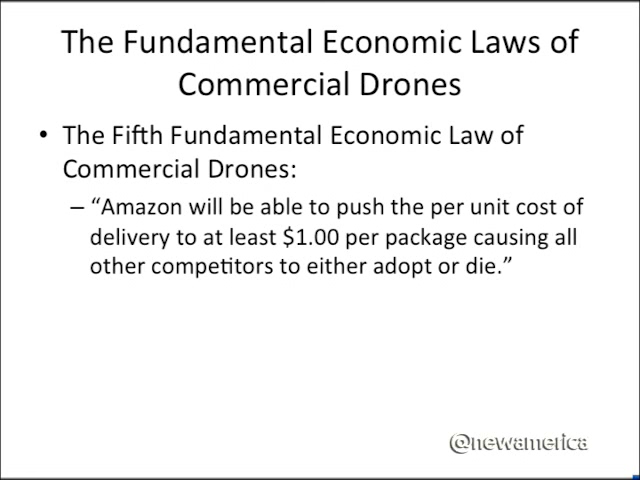 The Fundamental Economic Laws of
Commercial Drones
• The Fifth Fundamental Economic Law of
Commercial Drones:
– “Amazon will be able to push the per unit cost of
delivery to at least $1.00 per package causing all
other competitors to either adopt or die.”
@newamerica